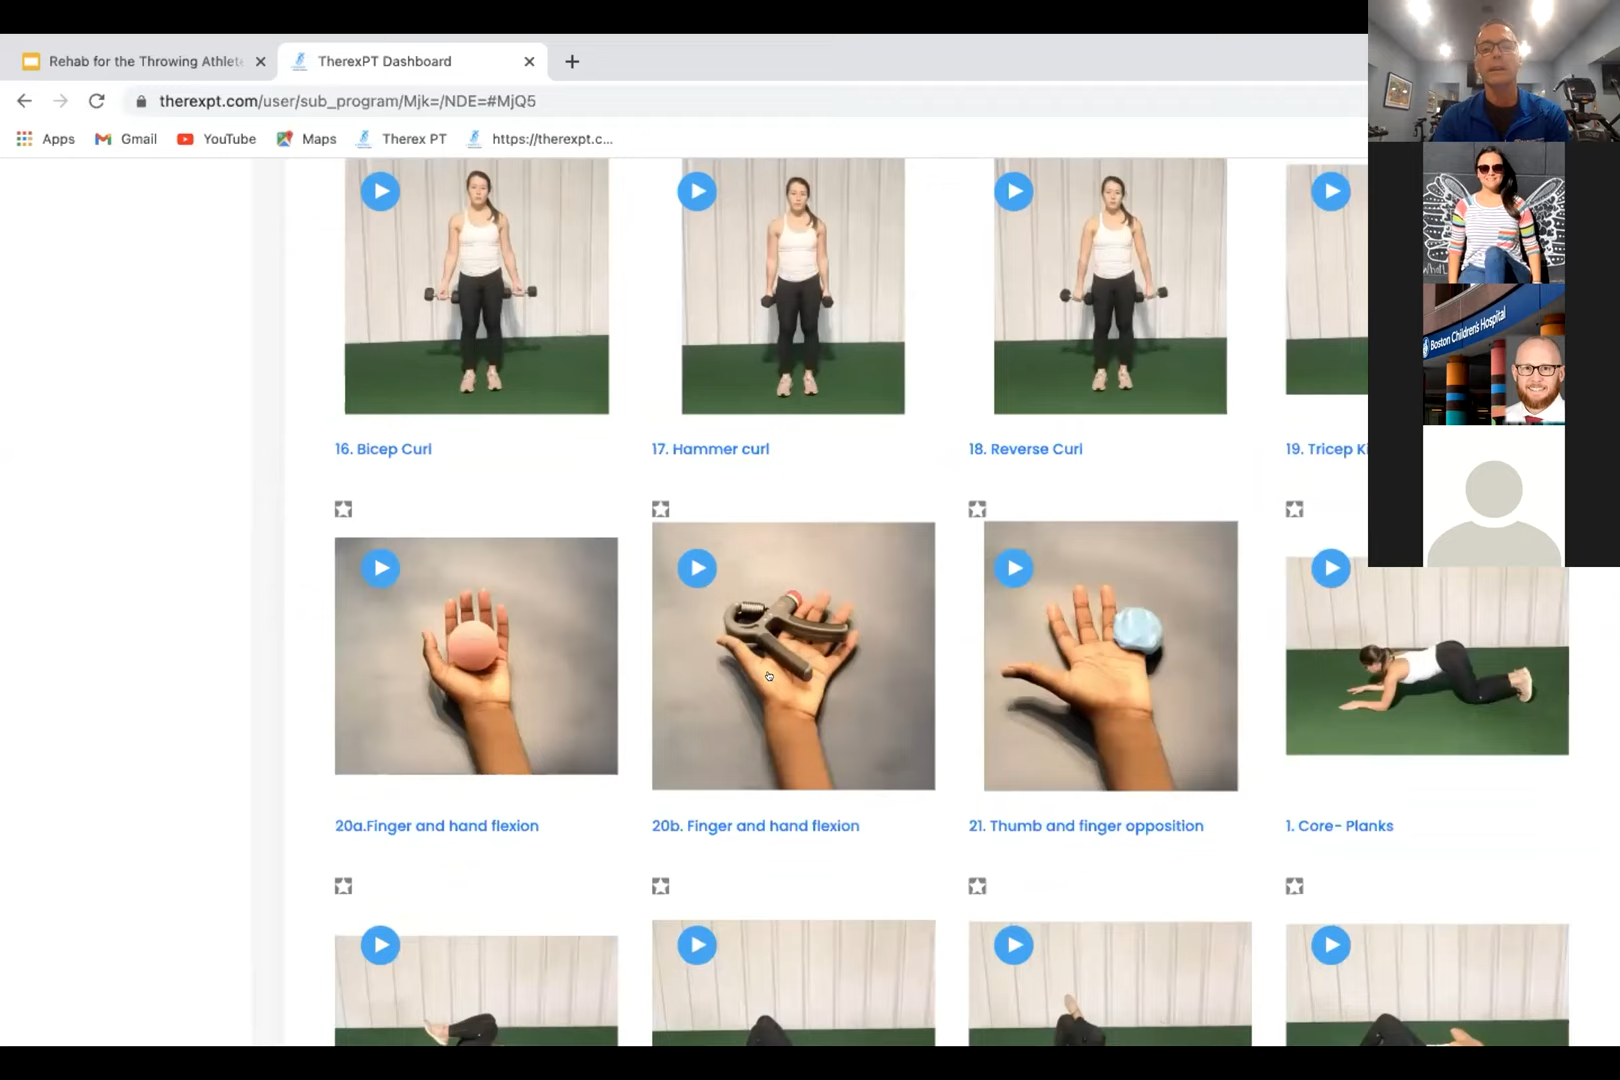 Rehab for the Throwing Athlete
TherexPT Dashboard
therexpt.com/user/sub_program/Mjk=/NDE=#MjQ5
Apps
Gmail
YouTube
Maps
Therex PT
https://therexpt.c...
Boston Children's Hospital
16. Bicep Curl
17. Hammer curl
18. Reverse Curl
19. Tricep Ki
20a.Finger and hand flexion
20b. Finger and hand flexion
21. Thumb and finger opposition
1. Core- Planks